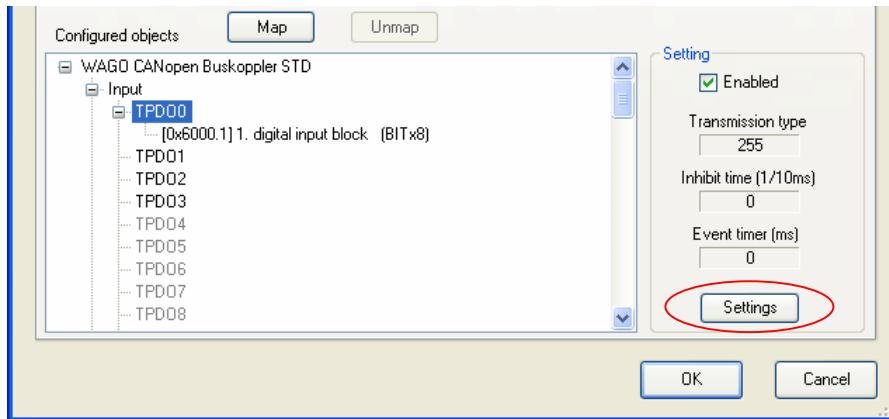 Configured objects
Map
Unmap
WAGO CANopen Buskoppler STD
Input
TPDO0
[0x6000.1] 1. digital input block (BITx8)
TPDO1
TPDO2
TPDO3
TPDO4
TPDO5
TPDO6
TPDO7
TPDO8
Setting
Enabled
Transmission type
255
Inhibit time (1/10ms)
0
Event timer (ms)
0
Settings
OK
Cancel